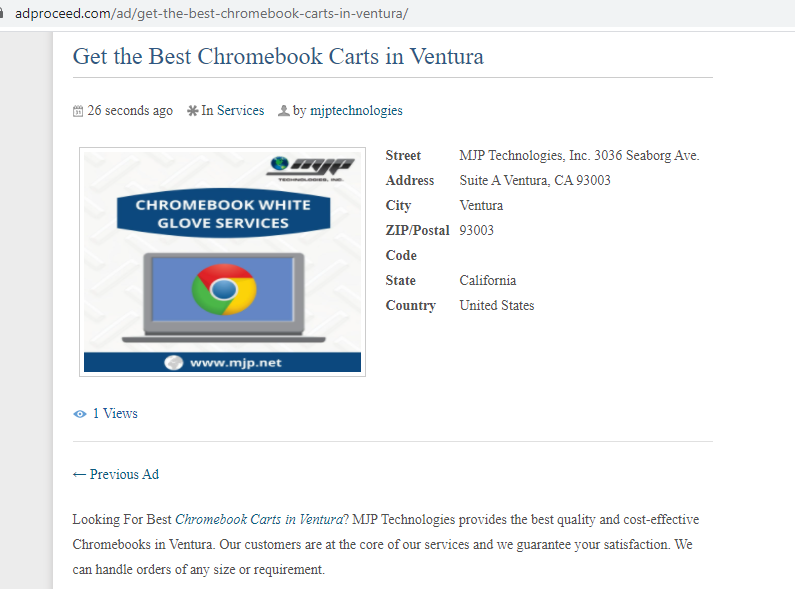 adproceed.com/ad/get-the-best-chromebook-carts-in-ventura/
Get the Best Chromebook Carts in Ventura
26 seconds ago In Services by mjptechnologies
mjp
TECHNOLOGIES, INC.
CHROMEBOOK WHITE
GLOVE SERVICES
www.mjp.net
Street MJP Technologies, Inc. 3036 Seaborg Ave.
Address Suite A Ventura, CA 93003
City Ventura
ZIP/Postal 93003
Code
State California
Country United States
1 Views
← Previous Ad
Looking For Best Chromebook Carts in Ventura? MJP Technologies provides the best quality and cost-effective
Chromebooks in Ventura. Our customers are at the core of our services and we guarantee your satisfaction. We
can handle orders of any size or requirement.